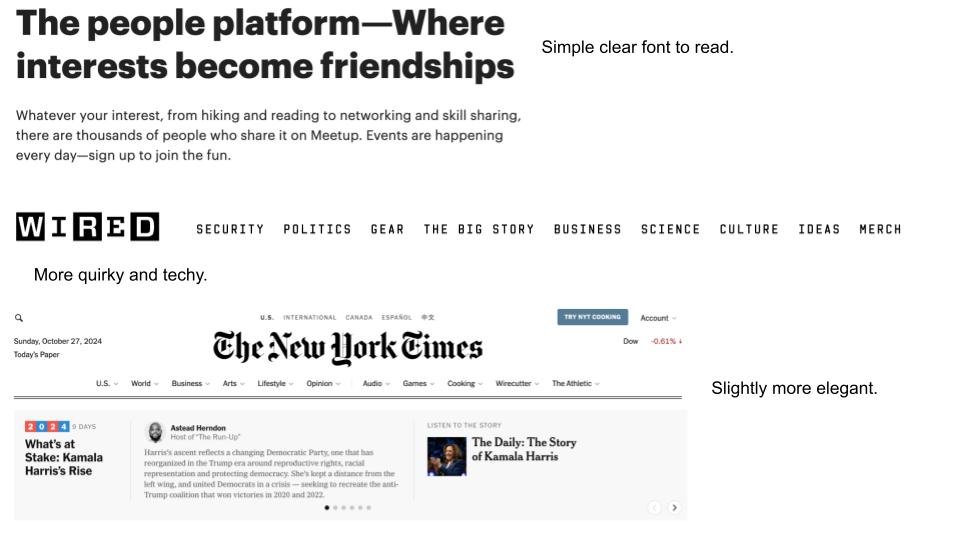 The people platform—Where
interests become friendships
Simple clear font to read.
Whatever your interest, from hiking and reading to networking and skill sharing,
there are thousands of people who share it on Meetup. Events are happening
every day—sign up to join the fun.
WIRED
SECURITY POLITICS GEAR THE BIG STORY BUSINESS SCIENCE CULTURE IDEAS MERCH
More quirky and techy.
U.S. INTERNATIONAL CANADA ESPAÑOL 中文
TRY NYT COOKING
Account
Sunday, October 27, 2024
Today's Paper
The New York Times
Dow -0.61%
U.S. World Business Arts Lifestyle Opinion Audio Games Cooking Wirecutter The Athletic
Slightly more elegant.
2024 9 DAYS
What's at
Stake: Kamala
Harris's Rise
Astead Herndon
Host of "The Run-Up"
Harris's ascent reflects a changing Democratic Party, one that has
reorganized in the Trump era around reproductive rights, racial
representation and protecting democracy. She's kept a distance from the
left wing, and united Democrats in a crisis — seeking to recreate the anti-
Trump coalition that won victories in 2020 and 2022.
LISTEN TO THE STORY
The Daily: The Story
of Kamala Harris